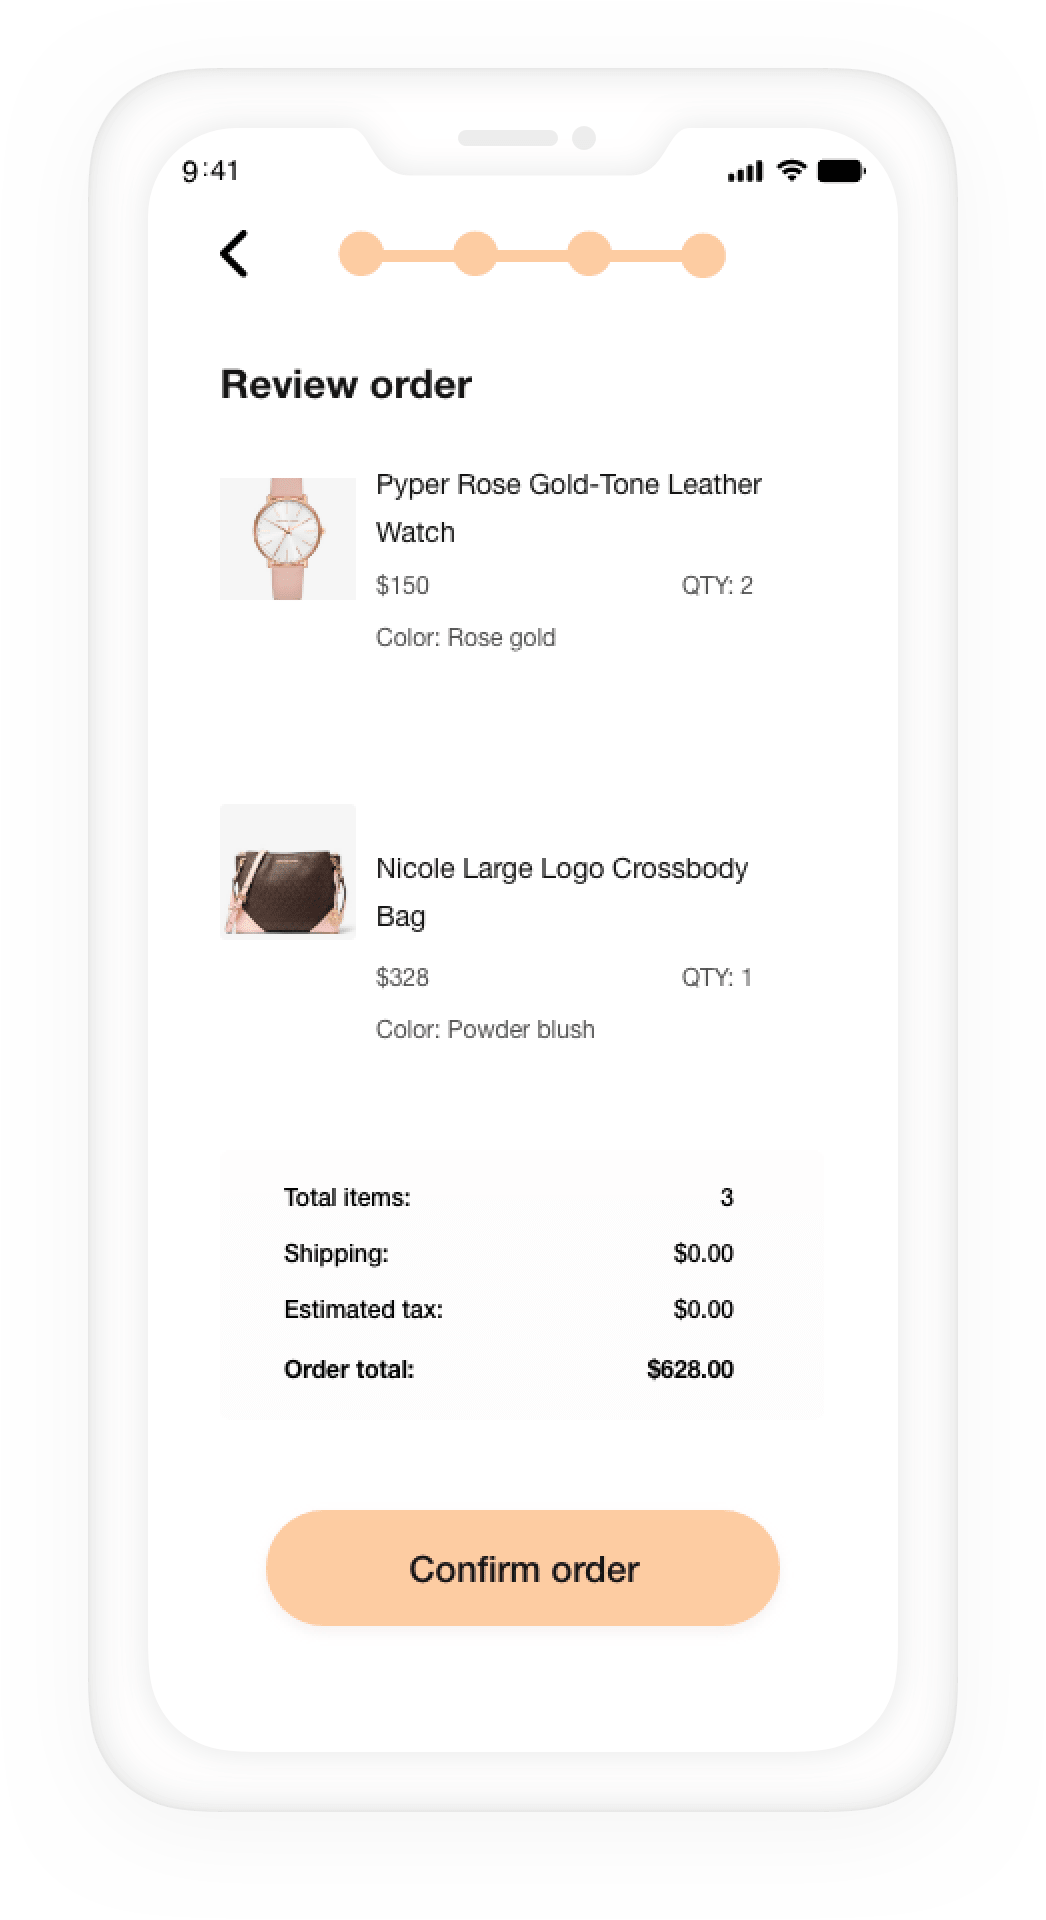 9:41
Review order
Pyper Rose Gold-Tone Leather
Watch
$150 QTY: 2
Color: Rose gold
Nicole Large Logo Crossbody
Bag
$328 QTY: 1
Color: Powder blush
Total items: 3
Shipping: $0.00
Estimated tax: $0.00
Order total: $628.00
Confirm order